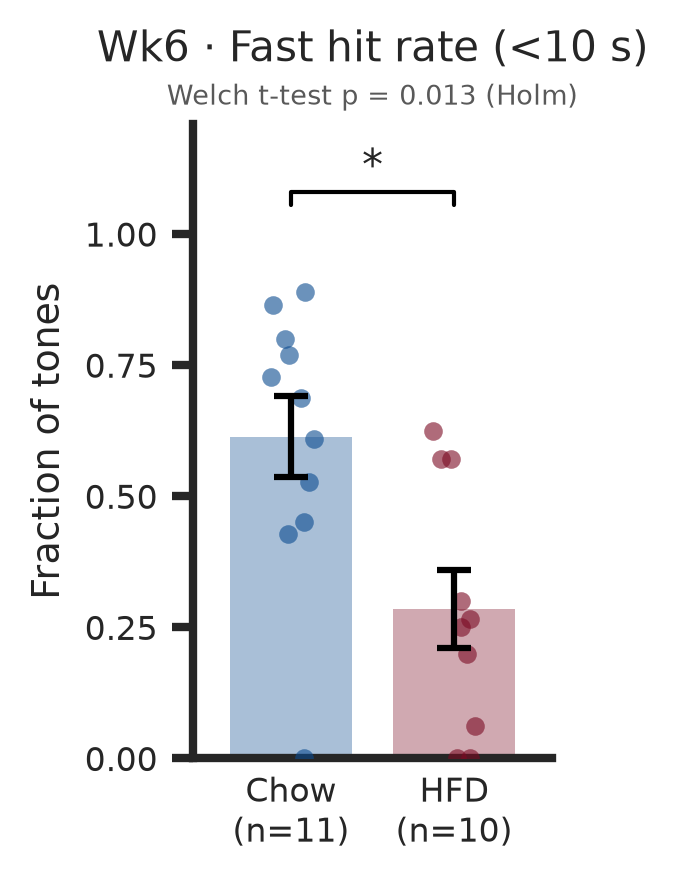 Wk6 · Fast hit rate (<10 s)
Welch t-test p = 0.013 (Holm)
*
1.00
0.75
0.50
0.25
0.00
Fraction of tones
Chow
(n=11)
HFD
(n=10)